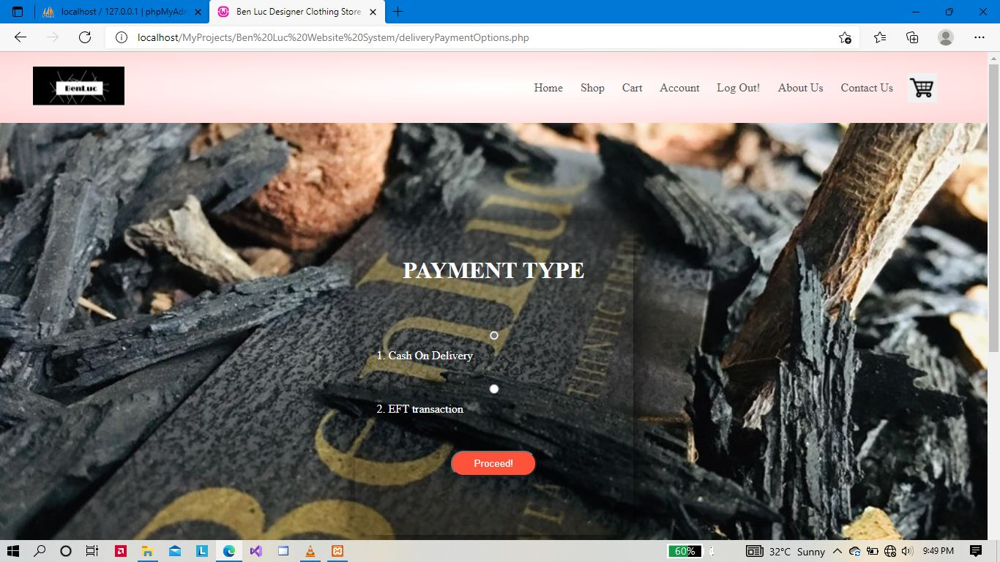 localhost / 127.0.0.1 | phpMyAdr
Ben Luc Designer Clothing Store
localhost/MyProjects/Ben%20Luc%20Website%20System/deliveryPaymentOptions.php
BenLuc
Home Shop Cart Account Log Out! About Us Contact Us
BenLuc
PAYMENT TYPE
1. Cash On Delivery
2. EFT transaction
Proceed!
60% 32°C Sunny 9:49 PM